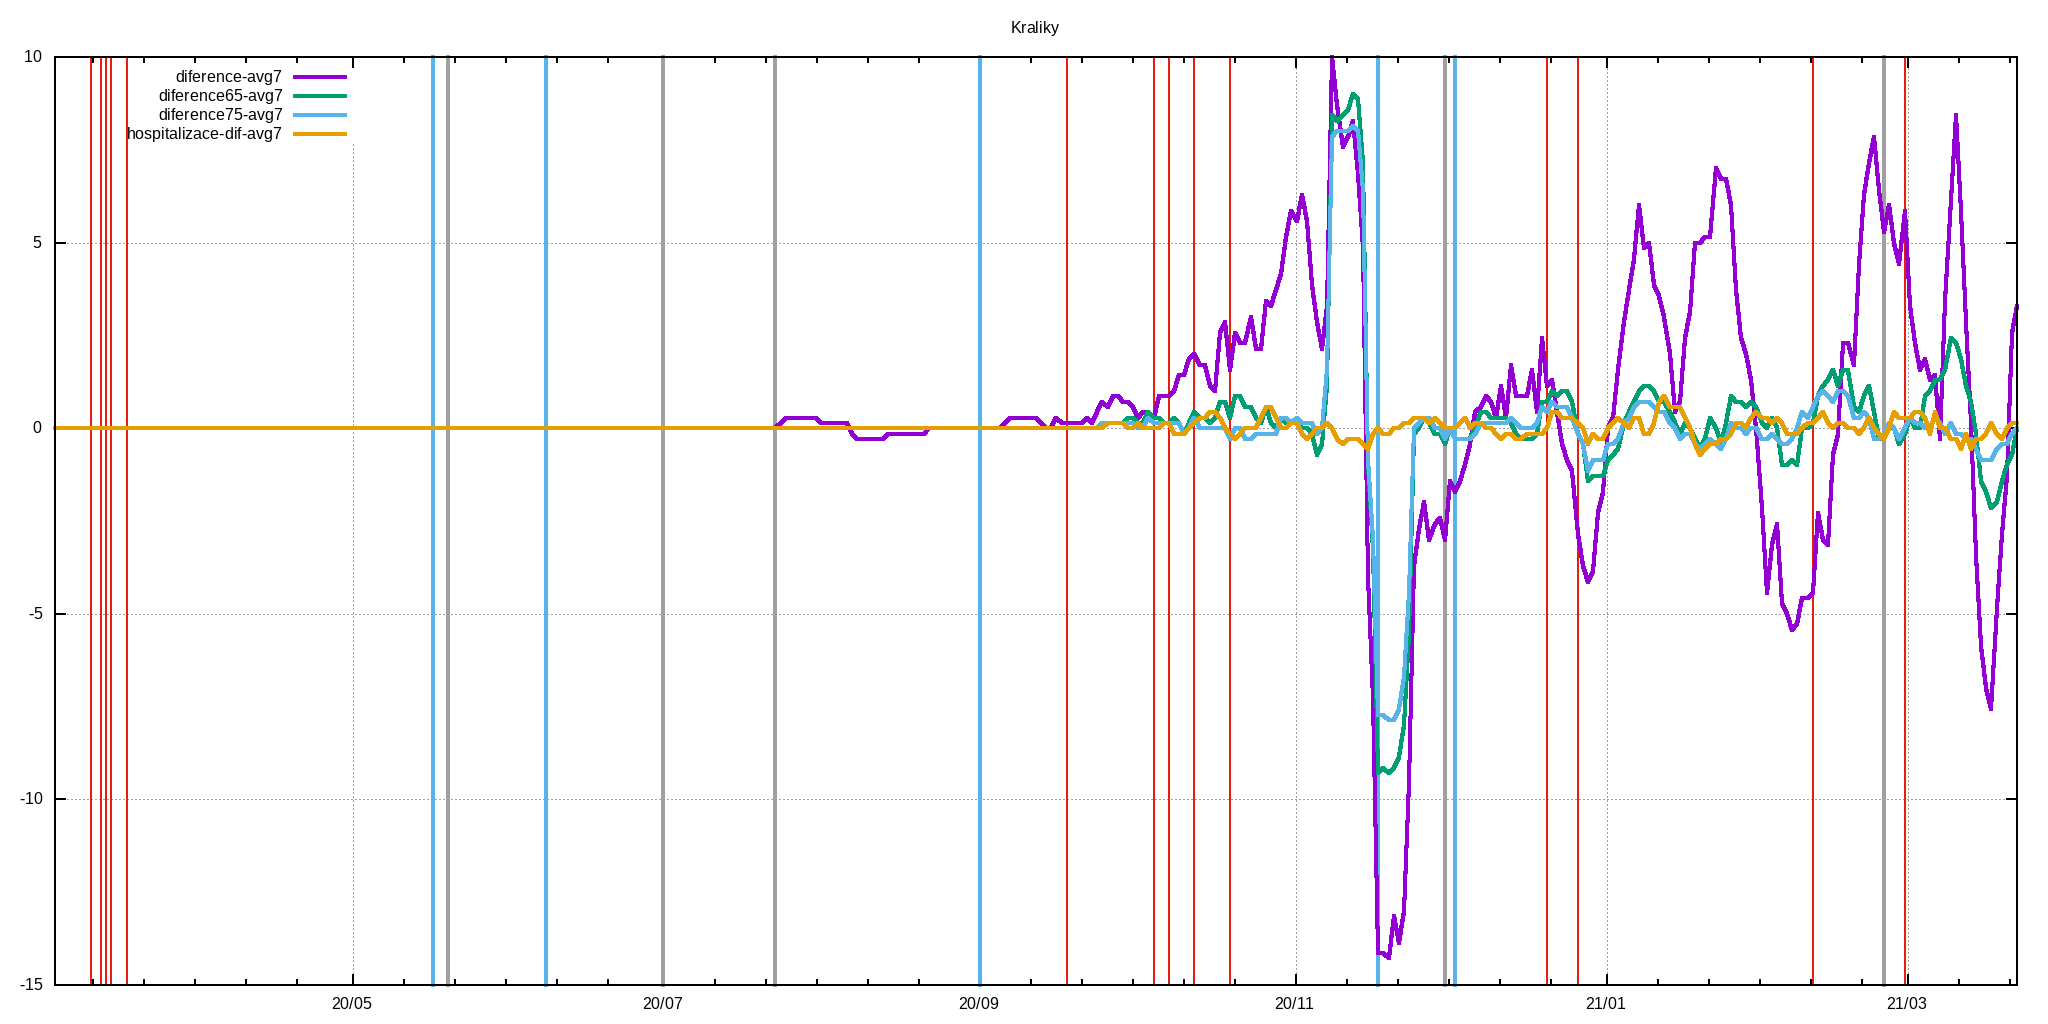 Kraliky
10
diference-avg7
diference65-avg7
diference75-avg7
hospitalizace-dif-avg7
5
0
-5
-10
-15
20/05 20/07 20/09 20/11 21/01 21/03